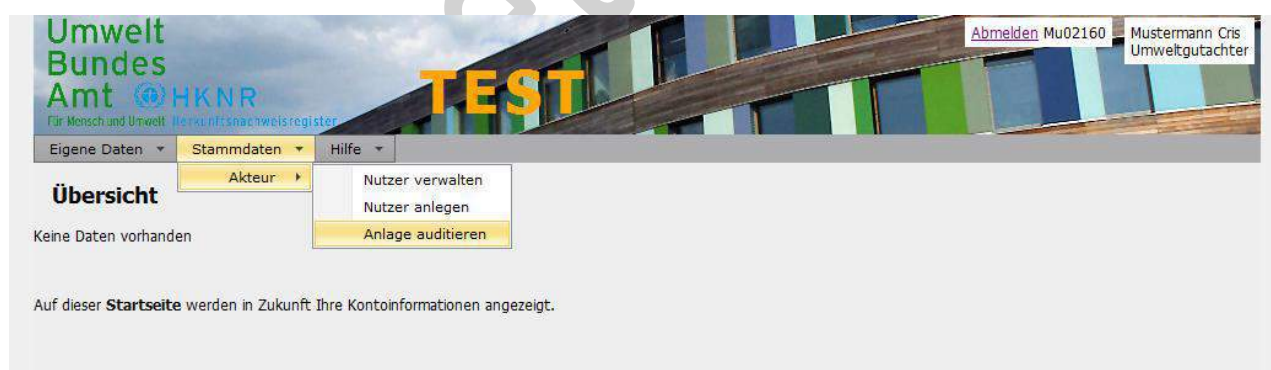 Umwelt
Bundes
Amt HKNR
Für Mensch und Umwelt Herkunftsnachweisregister
TEST
Abmelden Mu02160
Mustermann Cris
Umweltgutachter
Eigene Daten Stammdaten Hilfe
Akteur
Nutzer verwalten
Nutzer anlegen
Anlage auditieren
Übersicht
Keine Daten vorhanden
Auf dieser Startseite werden in Zukunft Ihre Kontoinformationen angezeigt.